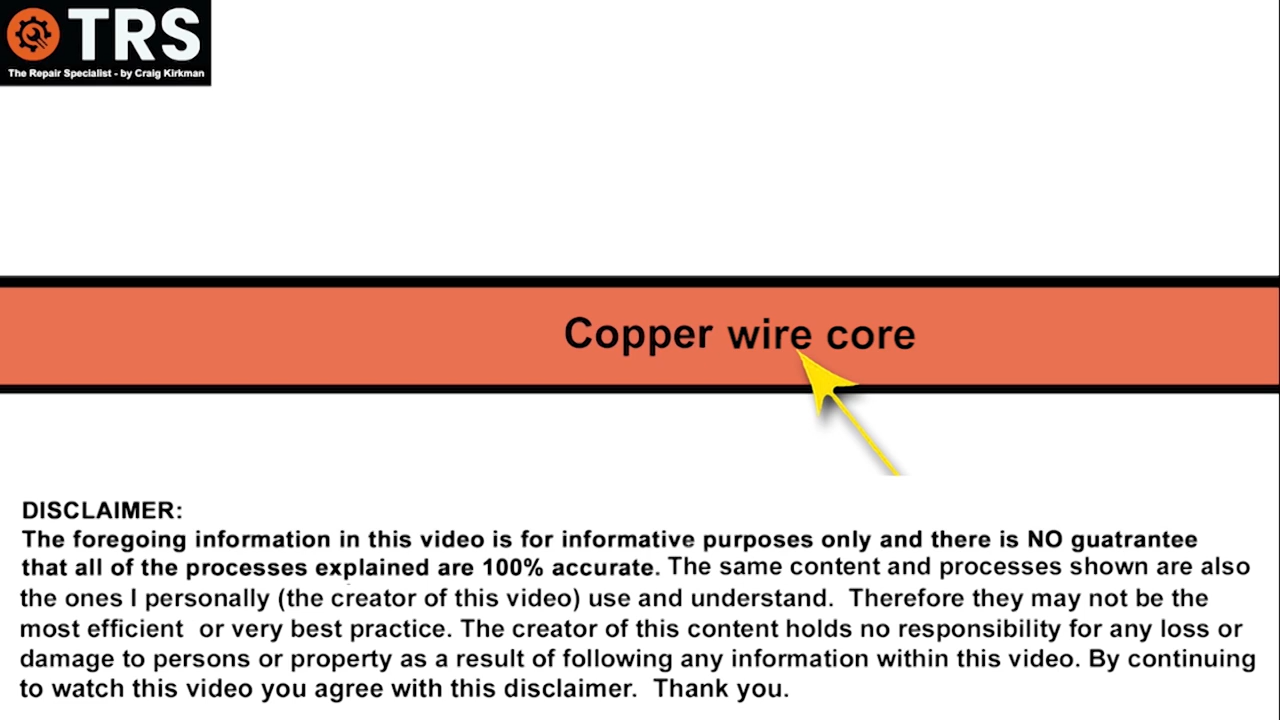 TRS
The Repair Specialist - by Craig Kirkman
Copper wire core
DISCLAIMER:
The foregoing information in this video is for informative purposes only and there is NO guatrantee
that all of the processes explained are 100% accurate. The same content and processes shown are also
the ones I personally (the creator of this video) use and understand.  Therefore they may not be the
most efficient  or very best practice. The creator of this content holds no responsibility for any loss or
damage to persons or property as a result of following any information within this video. By continuing
to watch this video you agree with this disclaimer.  Thank you.